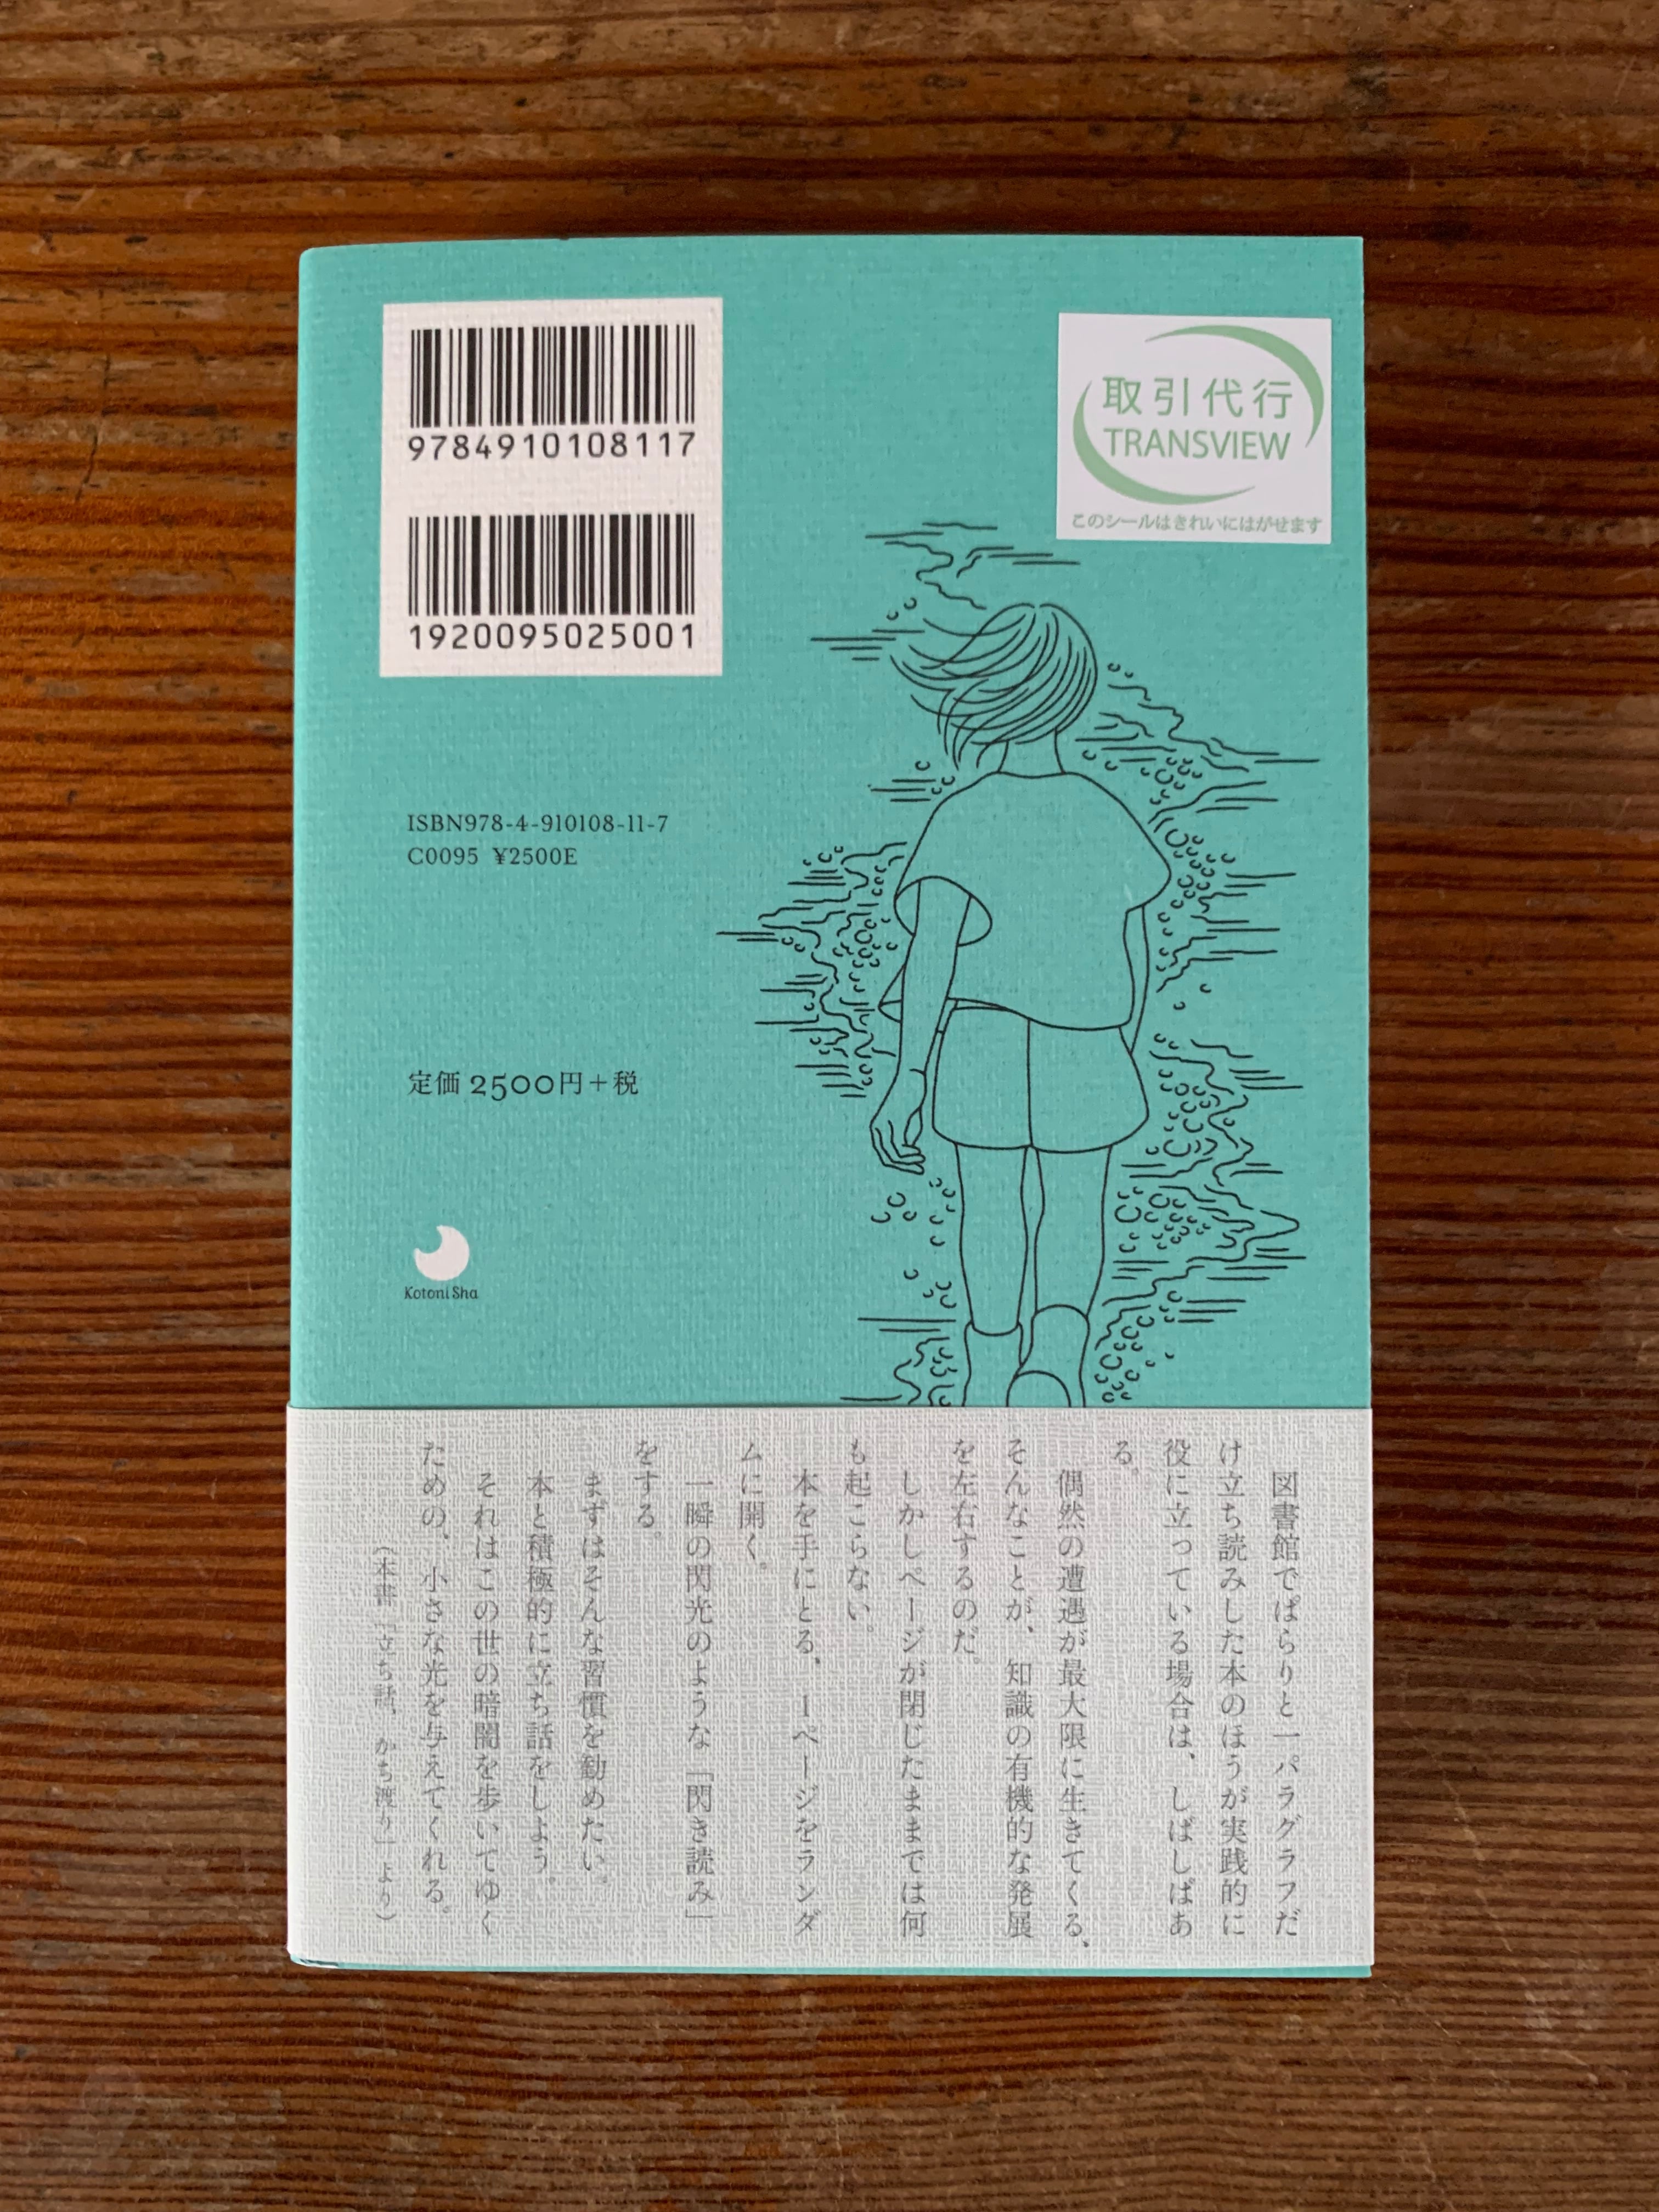 9784910108117
1920095025001
取引代行
TRANSVIEW
このシールはきれいにはがせます
ISBN978-4-910108-11-7
C0095 ¥2500E
定価 2500円+税
Kotoni Sha
図書館でぱらりと一パラグラフだ
け立ち読みした本のほうが実践的に
役に立っている場合は、しばしばあ
る。
偶然の遭遇が最大限に生きてくる、
そんなことが、知識の有機的な発展
を左右するのだ。
しかしページが閉じたままでは何
も起こらない。
本を手にとる、1ページをランダ
ムに開く。
一瞬の閃光のような「閃き読み」
をする。
まずはそんな習慣を勧めたい。
本と積極的に立ち話をしよう。
それはこの世の暗闇を歩いてゆく
ための、小さな光を与えてくれる。
(本書「立ち話、かち渡り」より)